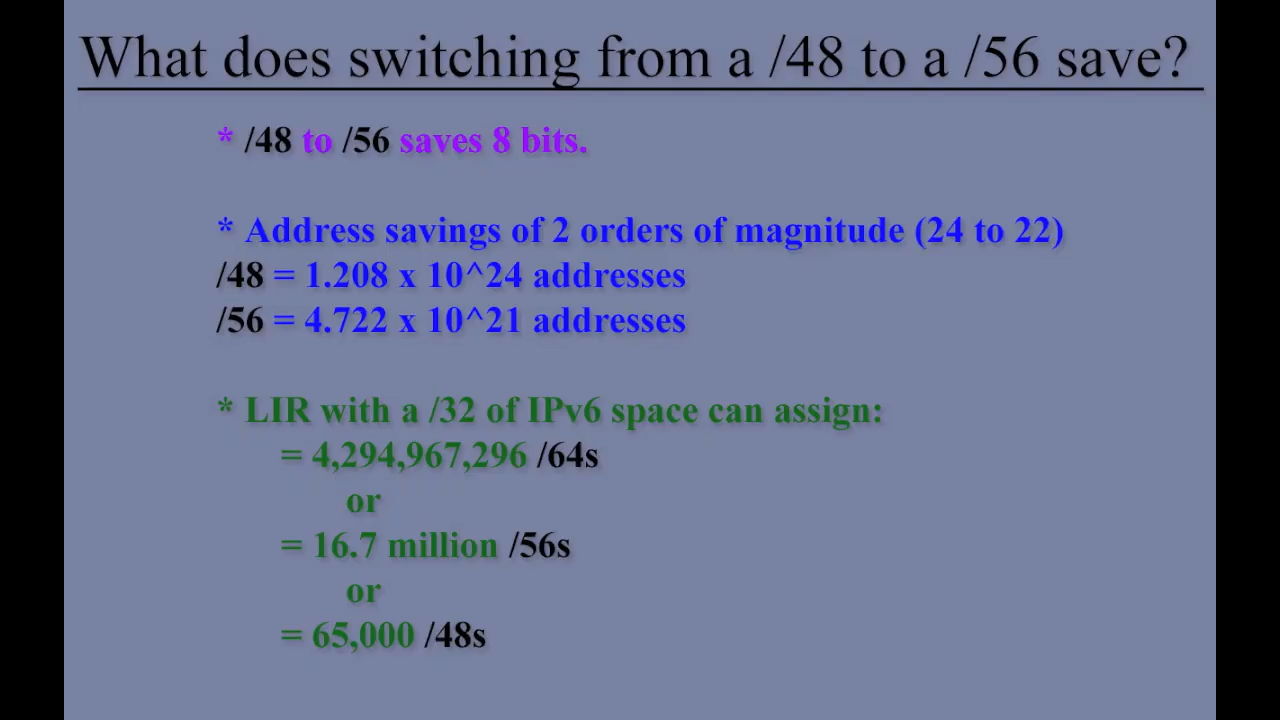 What does switching from a /48 to a /56 save?
* /48 to /56 saves 8 bits.
* Address savings of 2 orders of magnitude (24 to 22)
/48 = 1.208 x 10^24 addresses
/56 = 4.722 x 10^21 addresses
* LIR with a /32 of IPv6 space can assign:
= 4,294,967,296 /64s
or
= 16.7 million /56s
or
= 65,000 /48s